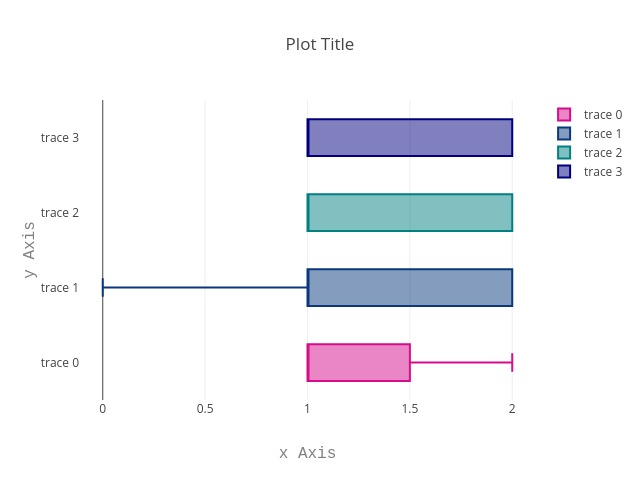 Plot Title
trace 3
trace 2
trace 1
trace 0
y Axis
0
0.5
1
1.5
2
x Axis
trace 0
trace 1
trace 2
trace 3